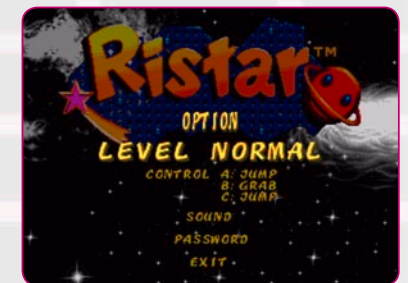 Ristar™
OPTION
LEVEL NORMAL
CONTROL A: JUMP
B: GRAB
C: JUMP
SOUND
PASSWORD
EXIT